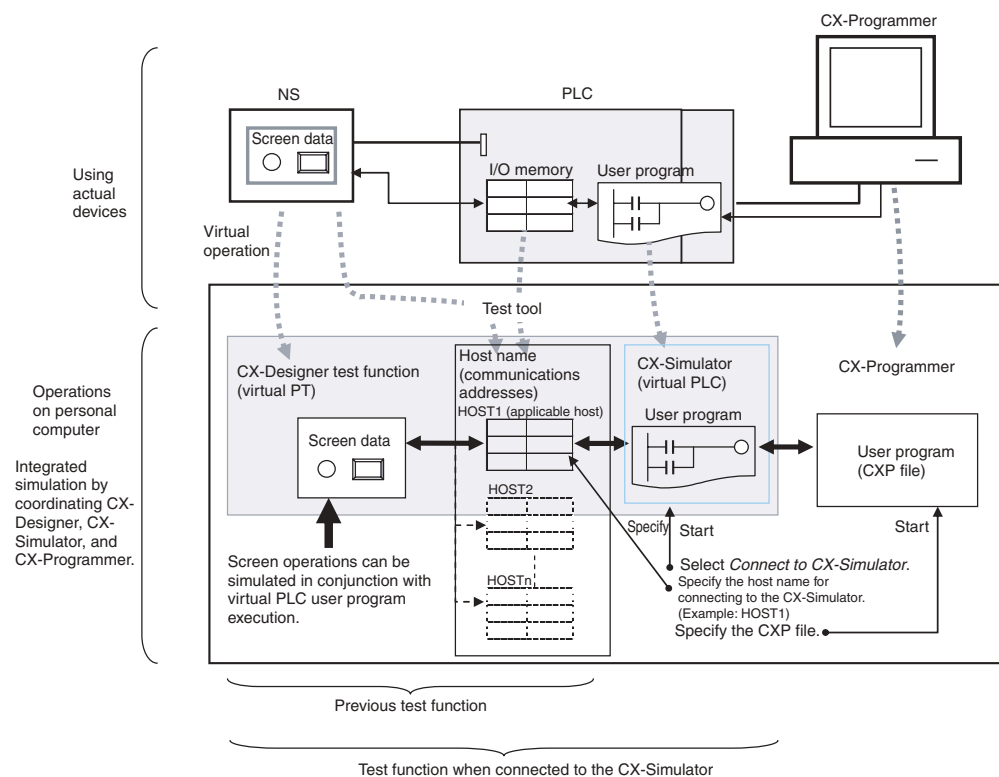 CX-Programmer
NS
PLC
Screen data
I/O memory
User program
Using
actual
devices
Virtual
operation
Test tool
CX-Designer test function
(virtual PT)
Host name
(communications
addresses)
HOST1 (applicable host)
CX-Simulator
(virtual PLC)
CX-Programmer
Operations
on personal
computer
Screen data
User program
User program
(CXP file)
Integrated
simulation by
coordinating CX-
Designer, CX-
Simulator, and
CX-Programmer.
HOST2
Specify
Start
Start
Screen operations can be
simulated in conjunction with
virtual PLC user program
execution.
HOSTn
Select Connect to CX-Simulator.
Specify the host name for
connecting to the CX-Simulator.
(Example: HOST1)
Specify the CXP file.
Previous test function
Test function when connected to the CX-Simulator